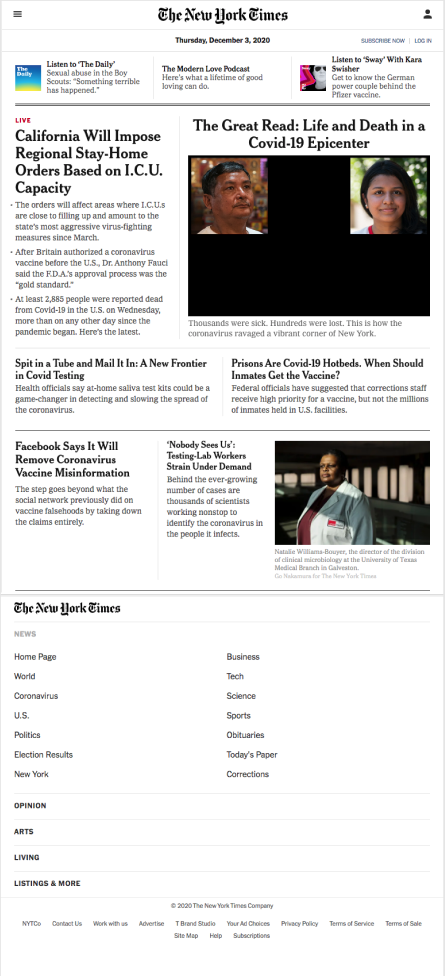 The New York Times
Thursday, December 3, 2020
SUBSCRIBE NOW | LOG IN
The Daily
Listen to 'The Daily'
Sexual abuse in the Boy
Scouts: "Something terrible
has happened."
The Modern Love Podcast
Here's what a lifetime of good
loving can do.
Listen to 'Sway' With Kara
Swisher
Get to know the German
power couple behind the
Pfizer vaccine.
LIVE
California Will Impose
Regional Stay-Home
Orders Based on I.C.U.
Capacity
• The orders will affect areas where I.C.U.s
are close to filling up and amount to the
state's most aggressive virus-fighting
measures since March.
• After Britain authorized a coronavirus
vaccine before the U.S., Dr. Anthony Fauci
said the F.D.A.'s approval process was the
"gold standard."
• At least 2,885 people were reported dead
from Covid-19 in the U.S. on Wednesday,
more than on any other day since the
pandemic began. Here's the latest.
The Great Read: Life and Death in a
Covid-19 Epicenter
Thousands were sick. Hundreds were lost. This is how the
coronavirus ravaged a vibrant corner of New York.
Spit in a Tube and Mail It In: A New Frontier
in Covid Testing
Health officials say at-home saliva test kits could be a
game-changer in detecting and slowing the spread of
the coronavirus.
Prisons Are Covid-19 Hotbeds. When Should
Inmates Get the Vaccine?
Federal officials have suggested that corrections staff
receive high priority for a vaccine, but not the millions
of inmates held in U.S. facilities.
Facebook Says It Will
Remove Coronavirus
Vaccine Misinformation
The step goes beyond what the
social network previously did on
vaccine falsehoods by taking down
the claims entirely.
'Nobody Sees Us':
Testing-Lab Workers
Strain Under Demand
Behind the ever-growing
number of cases are
thousands of scientists
working nonstop to
identify the coronavirus in
the people it infects.
Natalie Williams-Bouyer, the director of the division
of clinical microbiology at the University of Texas
Medical Branch in Galveston.
Go Nakamura for The New York Times
The New York Times
NEWS
Home Page
World
Coronavirus
U.S.
Politics
Election Results
New York
Business
Tech
Science
Sports
Obituaries
Today's Paper
Corrections
OPINION
ARTS
LIVING
LISTINGS & MORE
© 2020 The New York Times Company
NYTCo Contact Us Work with us Advertise T Brand Studio Your Ad Choices Privacy Policy Terms of Service Terms of Sale
Site Map Help Subscriptions